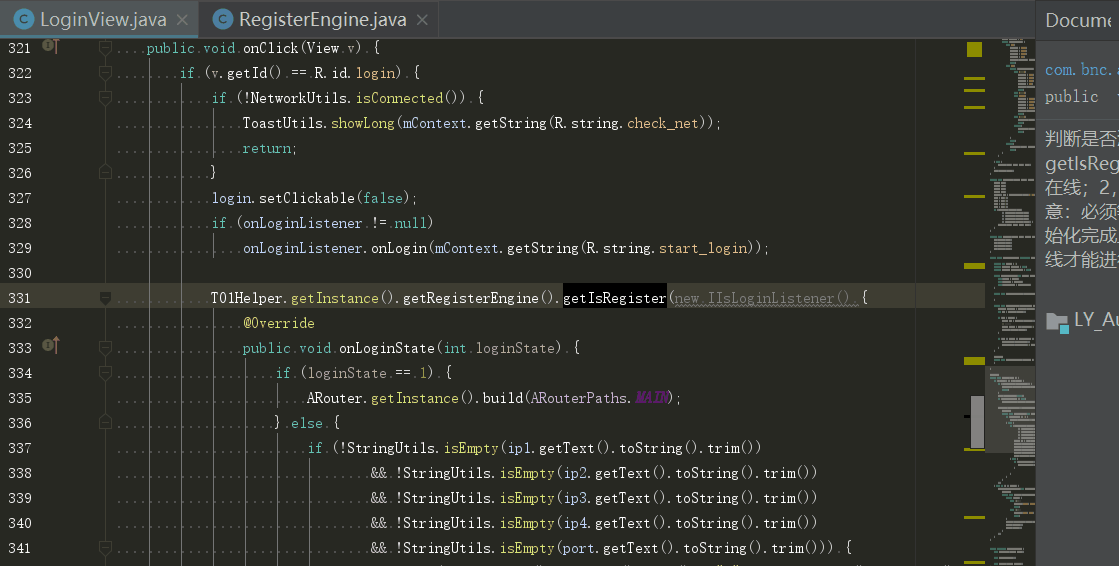 LoginView.java
RegisterEngine.java
321 public void onClick(View v) {
322 if (v.getId() == R.id.login) {
323 if (!NetworkUtils.isConnected()) {
324 ToastUtils.showLong(mContext.getString(R.string.check_net));
325 return;
326 }
327 login.setClickable(false);
328 if (onLoginListener != null)
329 onLoginListener.onLogin(mContext.getString(R.string.start_login));
330
331 T01Helper.getInstance().getRegisterEngine().getIsRegister(new IIsLoginListener() {
332 @Override
333 public void onLoginState(int loginState) {
334 if (loginState == 1) {
335 ARouter.getInstance().build(ARouterPaths.MAIN);
336 } else {
337 if (!StringUtils.isEmpty(ip1.getText().toString().trim())
338 && !StringUtils.isEmpty(ip2.getText().toString().trim())
339 && !StringUtils.isEmpty(ip3.getText().toString().trim())
340 && !StringUtils.isEmpty(ip4.getText().toString().trim())
341 && !StringUtils.isEmpty(port.getText().toString().trim())) {
Docume
com.bnc.
public
判断是否
getIsReg
在线；2，
意：必须
始化完成
线才能进
LY_Au